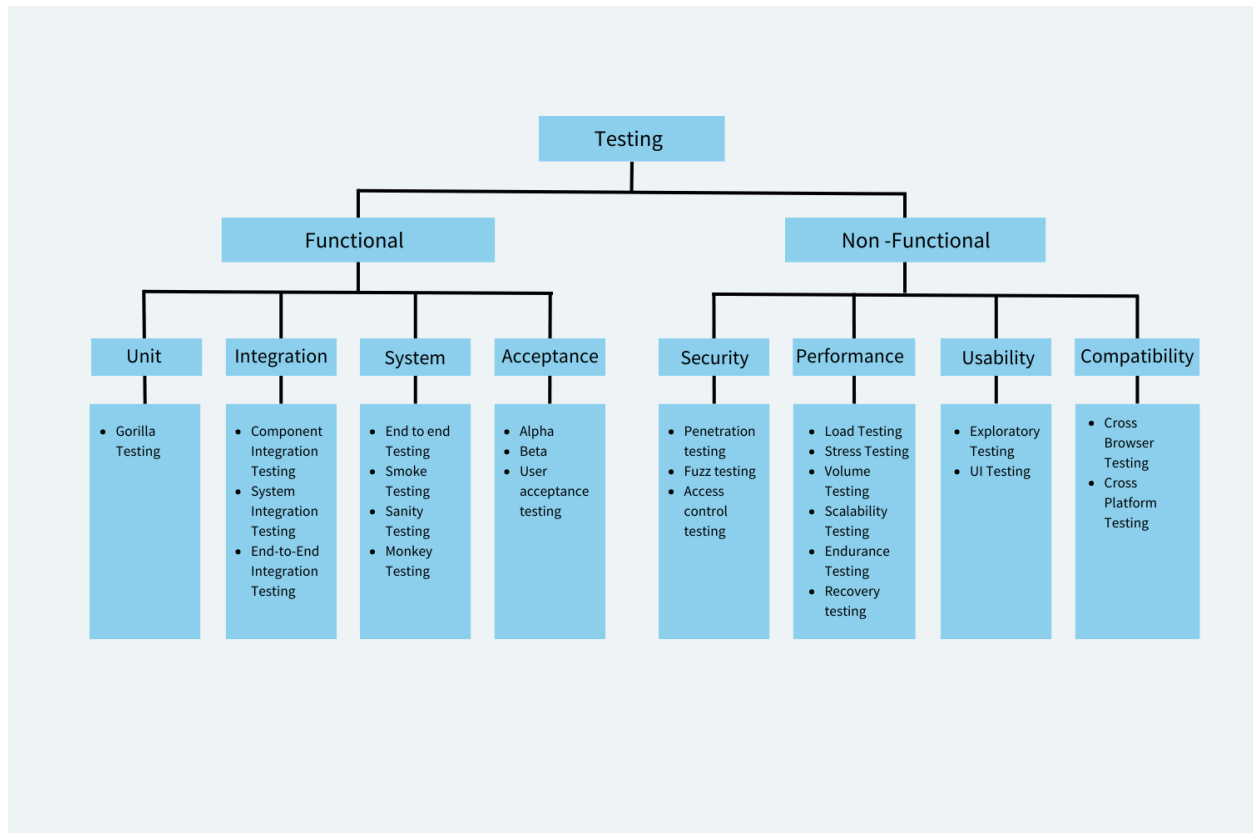 Testing
Functional
Non -Functional
Unit
Integration
System
Acceptance
Security
Performance
Usability
Compatibility
• Gorilla
Testing
• Component
Integration
Testing
• System
Integration
Testing
• End-to-End
Integration
Testing
• End to end
Testing
• Smoke
Testing
• Sanity
Testing
• Monkey
Testing
• Alpha
• Beta
• User
acceptance
testing
• Penetration
testing
• Fuzz testing
• Access
control
testing
• Load Testing
• Stress Testing
• Volume
Testing
• Scalability
Testing
• Endurance
Testing
• Recovery
testing
• Exploratory
Testing
• UI Testing
• Cross
Browser
Testing
• Cross
Platform
Testing